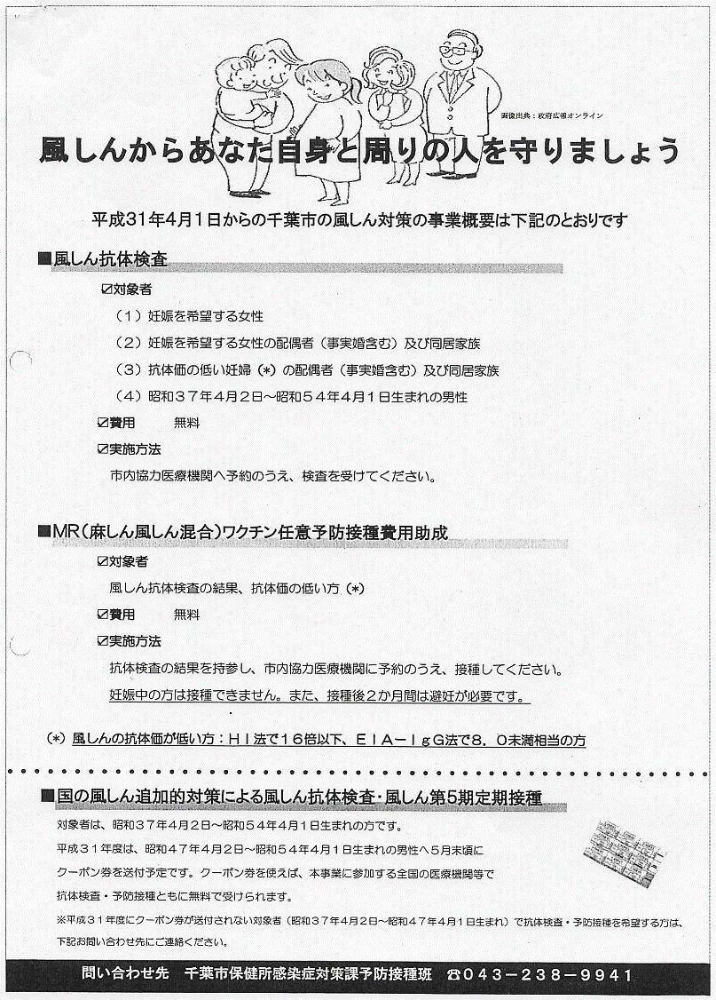 画像出典：政府広報オンライン
風しんからあなた自身と周りの人を守りましょう
平成31年4月1日からの千葉市の風しん対策の事業概要は下記のとおりです
■風しん抗体検査
☑対象者
（１）妊娠を希望する女性
（２）妊娠を希望する女性の配偶者（事実婚含む）及び同居家族
（３）抗体価の低い妊婦（*）の配偶者（事実婚含む）及び同居家族
（４）昭和３７年４月２日～昭和５４年４月１日生まれの男性
☑費用　　無料
☑実施方法
市内協力医療機関へ予約のうえ、検査を受けてください。
■MR（麻しん風しん混合）ワクチン任意予防接種費用助成
☑対象者
風しん抗体検査の結果、抗体価の低い方（*）
☑費用　　無料
☑実施方法
抗体検査の結果を持参し、市内協力医療機関に予約のうえ、接種してください。
妊娠中の方は接種できません。また、接種後２か月間は避妊が必要です。
（*）風しんの抗体価が低い方：ＨＩ法で１６倍以下、ＥＩＡ－ＩｇＧ法で８．０未満相当の方
■国の風しん追加的対策による風しん抗体検査・風しん第５期定期接種
対象者は、昭和３７年４月２日～昭和５４年４月１日生まれの方です。
平成３１年度は、昭和４７年４月２日～昭和５４年４月１日生まれの男性へ５月末頃に
クーポン券を送付予定です。クーポン券を使えば、本事業に参加する全国の医療機関等で
抗体検査・予防接種ともに無料で受けられます。
※平成３１年度にクーポン券が送付されない対象者（昭和３７年４月２日～昭和４７年４月１日生まれ）で抗体検査・予防接種を希望する方は、
下記お問い合わせ先にご連絡ください。
問い合わせ先　千葉市保健所感染症対策課予防接種班　☎０４３－２３８－９９４１